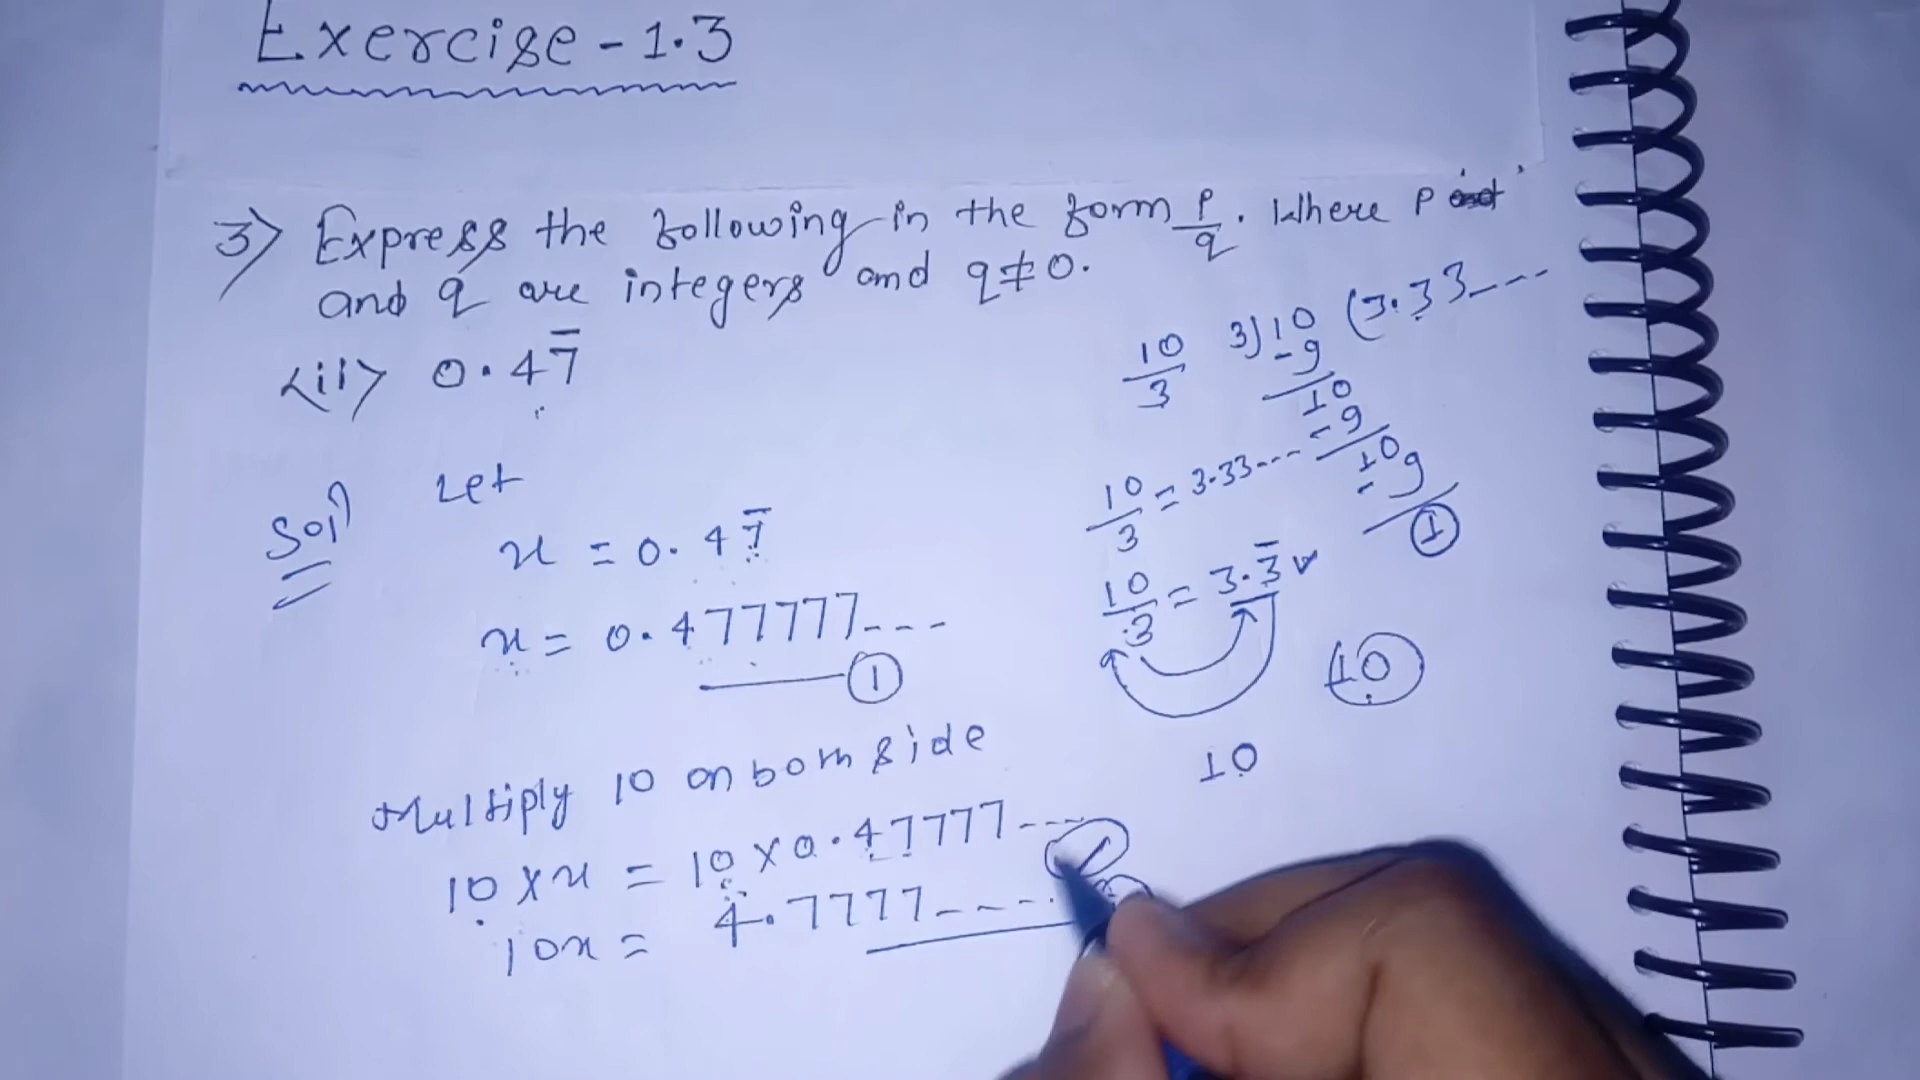 Exercise - 1.3
3) Express the following in the form p/q. Where p
and q are integers and q ≠ 0.
<ii> 0.47̅
Sol Let
x = 0.47̅
x = 0.477777---
①
Multiply 10 on both side
10 × x = 10 × 0.47777---
10x = 4.7777----
10/3 3)10 (3.33---
-9
10
-9
10
-9
①
10/3 = 3.33---
10/3 = 3.3̅
10
10